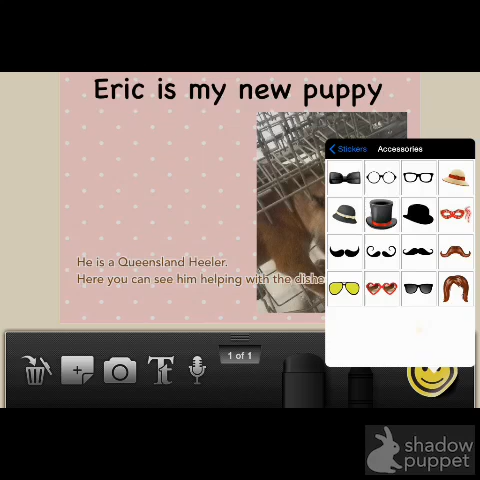 Eric is my new puppy
Stickers
Accessories
He is a Queensland Heeler.
Here you can see him helping with the dishe
1 of 1
shadow
puppet